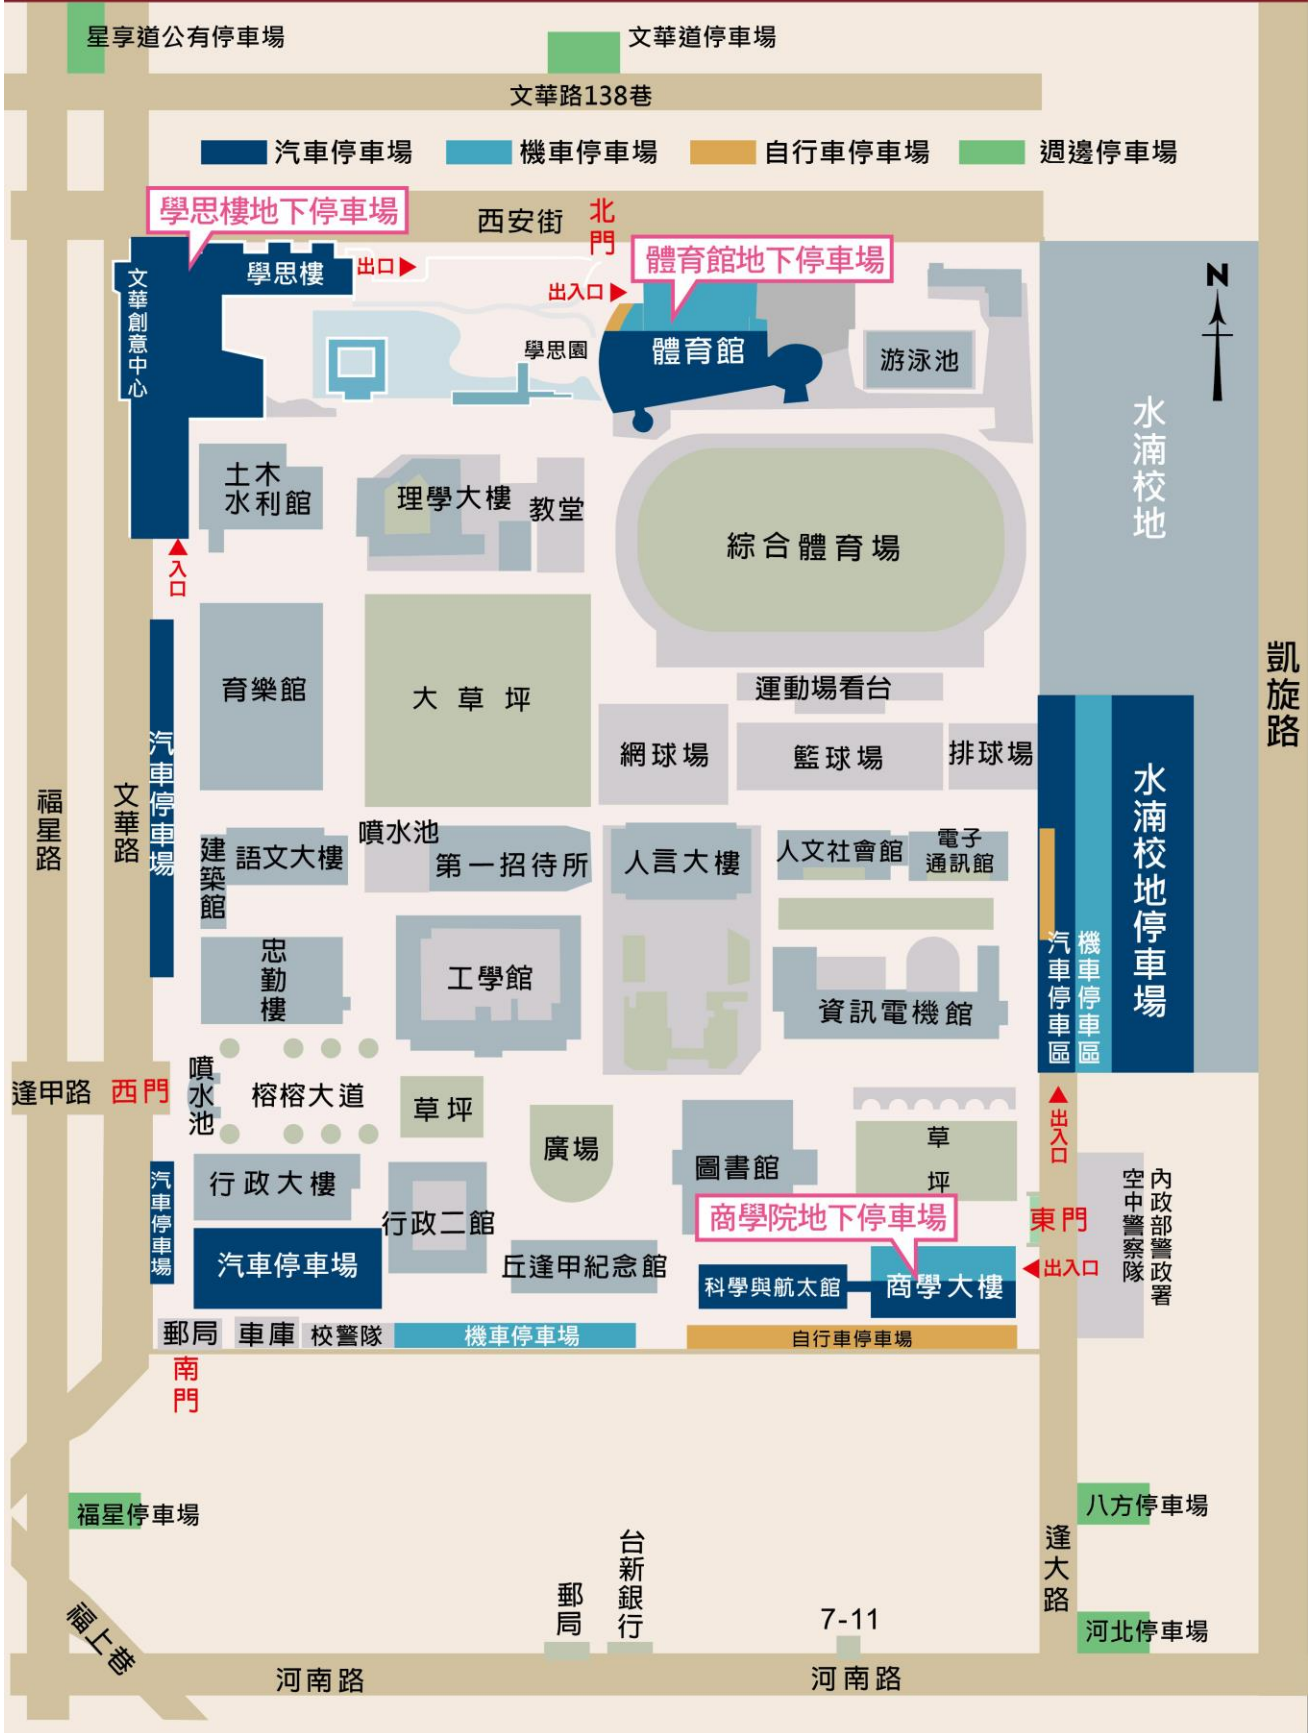 星享道公有停車場
文華道停車場
文華路138巷
汽車停車場
機車停車場
自行車停車場
週邊停車場
學思樓地下停車場
西安街
北門
體育館地下停車場
N
文華創意中心
學思樓
出口
出入口
學思園
體育館
游泳池
水湳校地
土木
水利館
理學大樓
教堂
綜合體育場
入口
育樂館
大草坪
運動場看台
網球場
籃球場
排球場
凱旋路
福星路
文華路
汽車停車場
水湳校地停車場
建築館
語文大樓
噴水池
第一招待所
人言大樓
人文社會館
電子
通訊館
忠勤樓
工學館
資訊電機館
汽車停車區
機車停車區
逢甲路
西門
噴水池
榕榕大道
草坪
廣場
圖書館
草坪
出入口
汽車停車場
行政大樓
行政二館
商學院地下停車場
東門
空中警察隊
內政部警政署
汽車停車場
丘逢甲紀念館
科學與航太館
商學大樓
出入口
郵局
車庫
校警隊
機車停車場
自行車停車場
南門
福星停車場
八方停車場
逢大路
台新銀行
郵局
7-11
河北停車場
福上巷
河南路
河南路